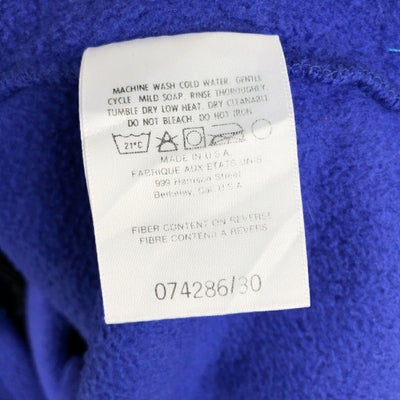 MACHINE WASH COLD WATER. GENTLE
CYCLE. MILD SOAP. RINSE THOROUGHLY.
TUMBLE DRY LOW HEAT. DRY CLEANABLE
DO NOT BLEACH. DO NOT IRON.
21°C
MADE IN U.S.A.
FABRIQUE AUX ETATS UNIS
999 Harrison Street
Berkeley, Cal. U.S.A.
FIBER CONTENT ON REVERSE
FIBRE CONTENU A REVERS
074286/30